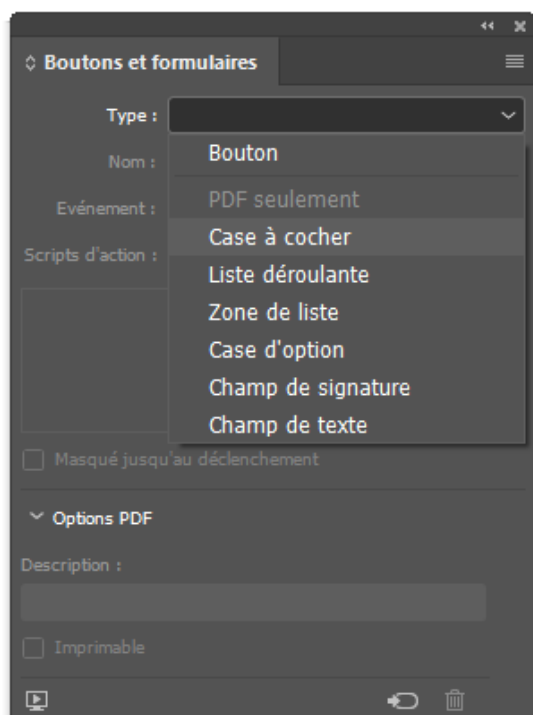 Boutons et formulaires
Type :
Bouton
Nom :
PDF seulement
Evénement :
Case à cocher
Scripts d'action :
Liste déroulante
Zone de liste
Case d'option
Champ de signature
Champ de texte
Masqué jusqu'au déclenchement
Options PDF
Description :
Imprimable